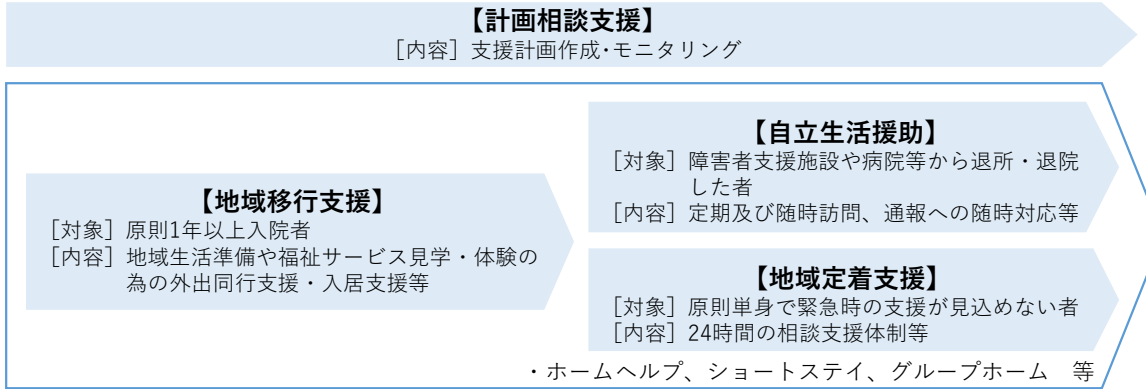 【計画相談支援】
［内容］支援計画作成･モニタリング
【地域移行支援】
［対象］原則1年以上入院者
［内容］地域生活準備や福祉サービス見学・体験の
為の外出同行支援・入居支援等
【自立生活援助】
［対象］障害者支援施設や病院等から退所・退院
した者
［内容］定期及び随時訪問、通報への随時対応等
【地域定着支援】
［対象］原則単身で緊急時の支援が見込めない者
［内容］24時間の相談支援体制等
・ホームヘルプ、ショートステイ、グループホーム　等